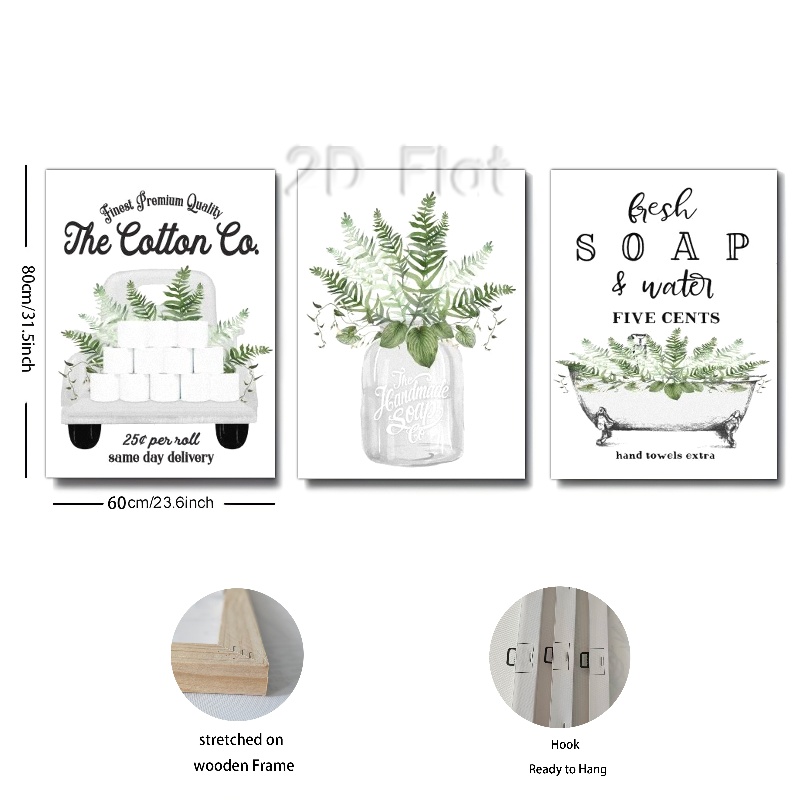 2D Flat
Finest Premium Quality
The Cotton Co.
25¢ per roll
same day delivery
The
Handmade
Soap
Co
fresh
SOAP
& water
FIVE CENTS
hand towels extra
80cm/31.5inch
60cm/23.6inch
stretched on
wooden Frame
Hook
Ready to Hang